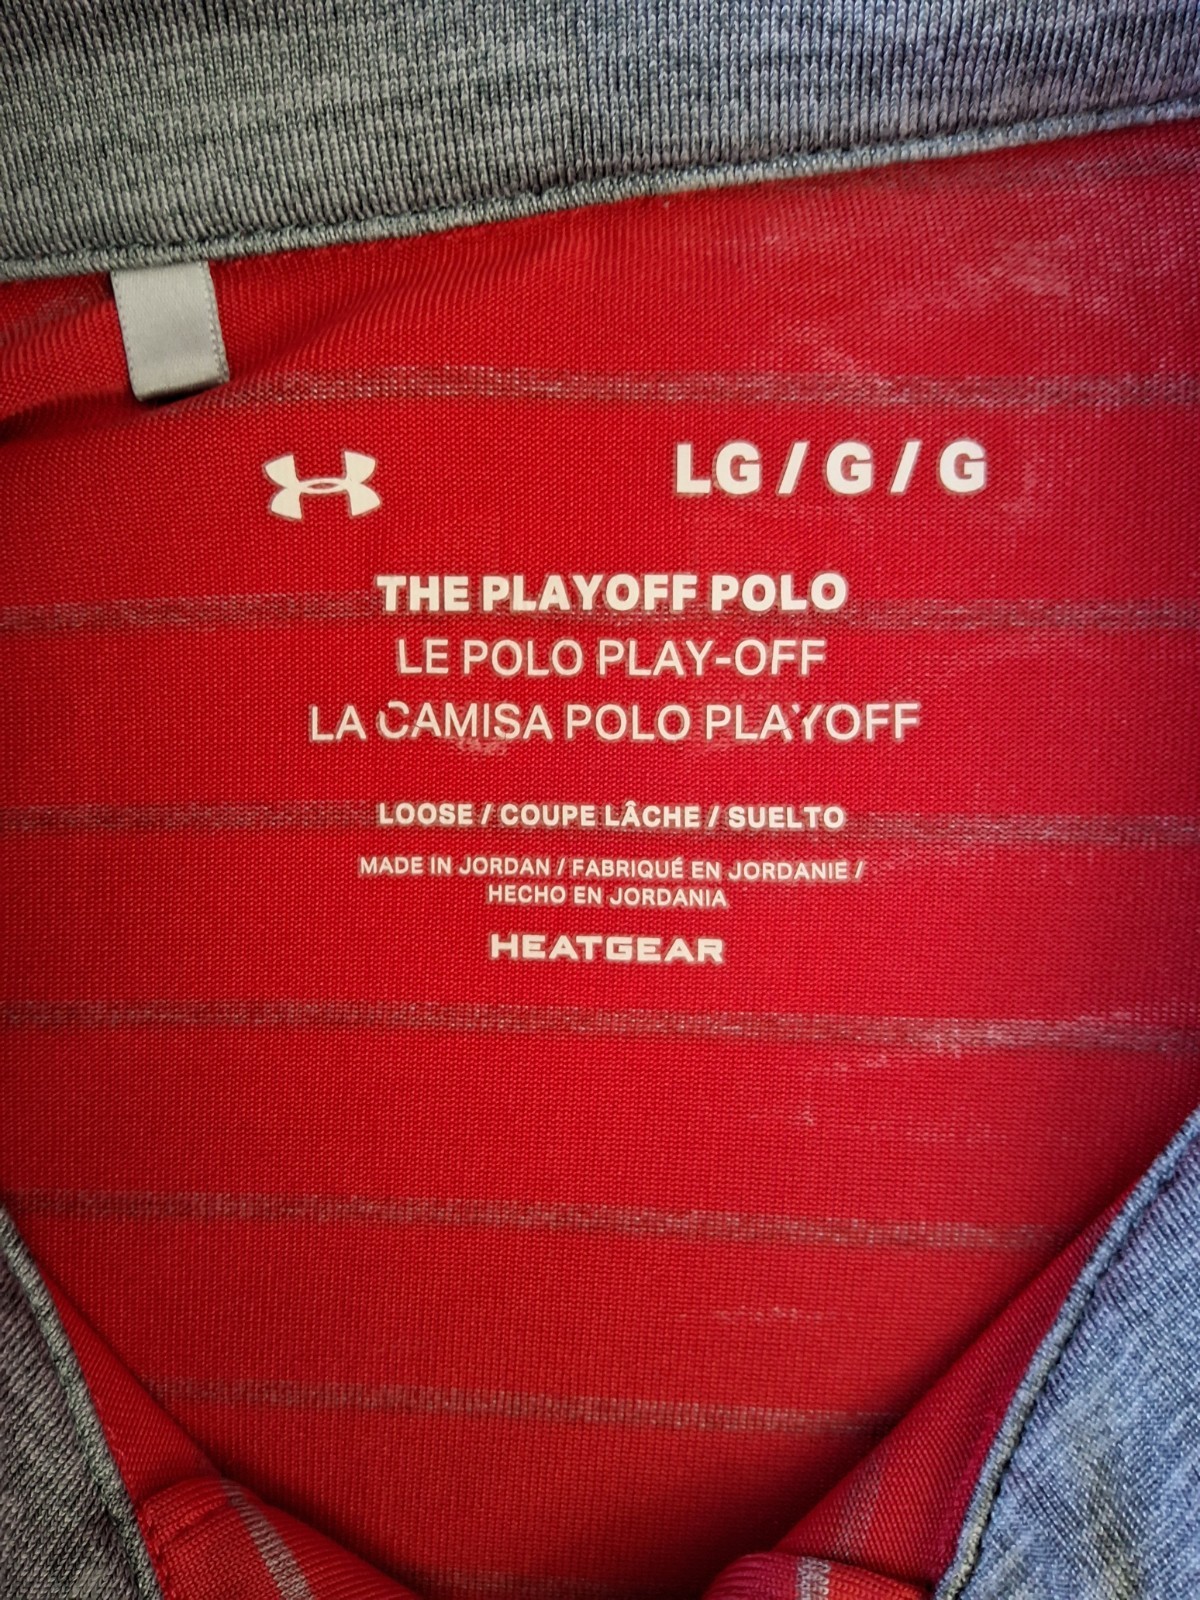 LG / G / G
THE PLAYOFF POLO
LE POLO PLAY-OFF
LA CAMISA POLO PLAYOFF
LOOSE / COUPE LÂCHE / SUELTO
MADE IN JORDAN / FABRIQUÉ EN JORDANIE /
HECHO EN JORDANIA
HEATGEAR